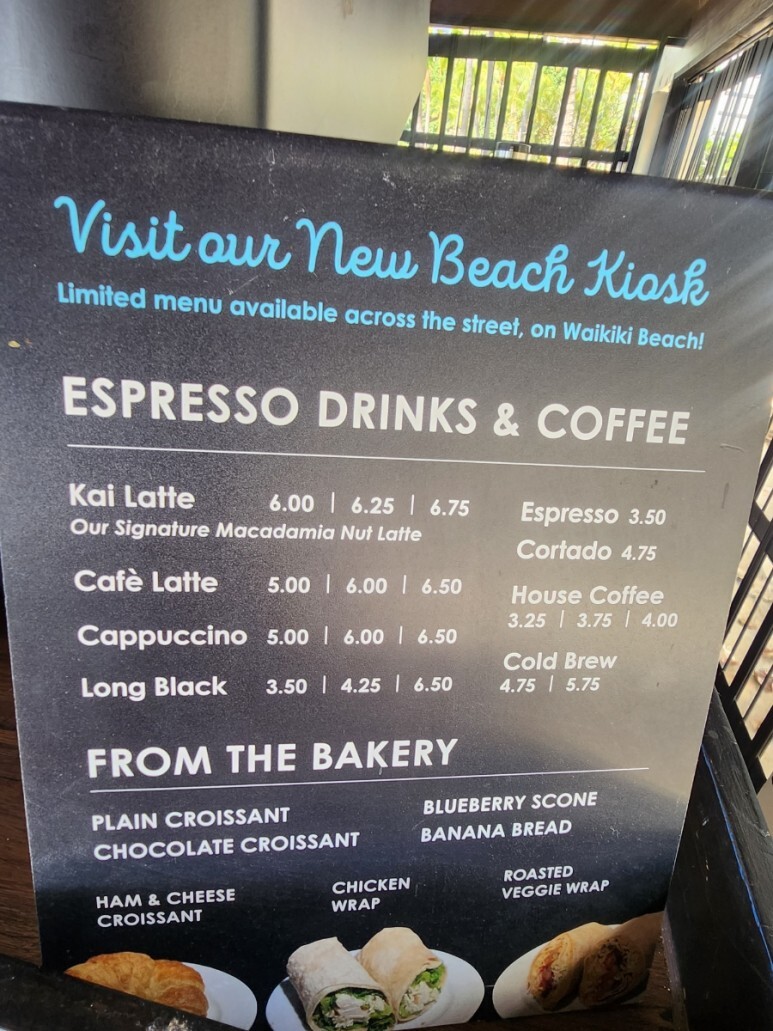 Visit our New Beach Kiosk
Limited menu available across the street, on Waikiki Beach!
ESPRESSO DRINKS & COFFEE
Kai Latte 6.00 | 6.25 | 6.75
Our Signature Macadamia Nut Latte
Cafè Latte 5.00 | 6.00 | 6.50
Cappuccino 5.00 | 6.00 | 6.50
Long Black 3.50 | 4.25 | 6.50
Espresso 3.50
Cortado 4.75
House Coffee
3.25 | 3.75 | 4.00
Cold Brew
4.75 | 5.75
FROM THE BAKERY
PLAIN CROISSANT
CHOCOLATE CROISSANT
BLUEBERRY SCONE
BANANA BREAD
HAM & CHEESE
CROISSANT
CHICKEN
WRAP
ROASTED
VEGGIE WRAP